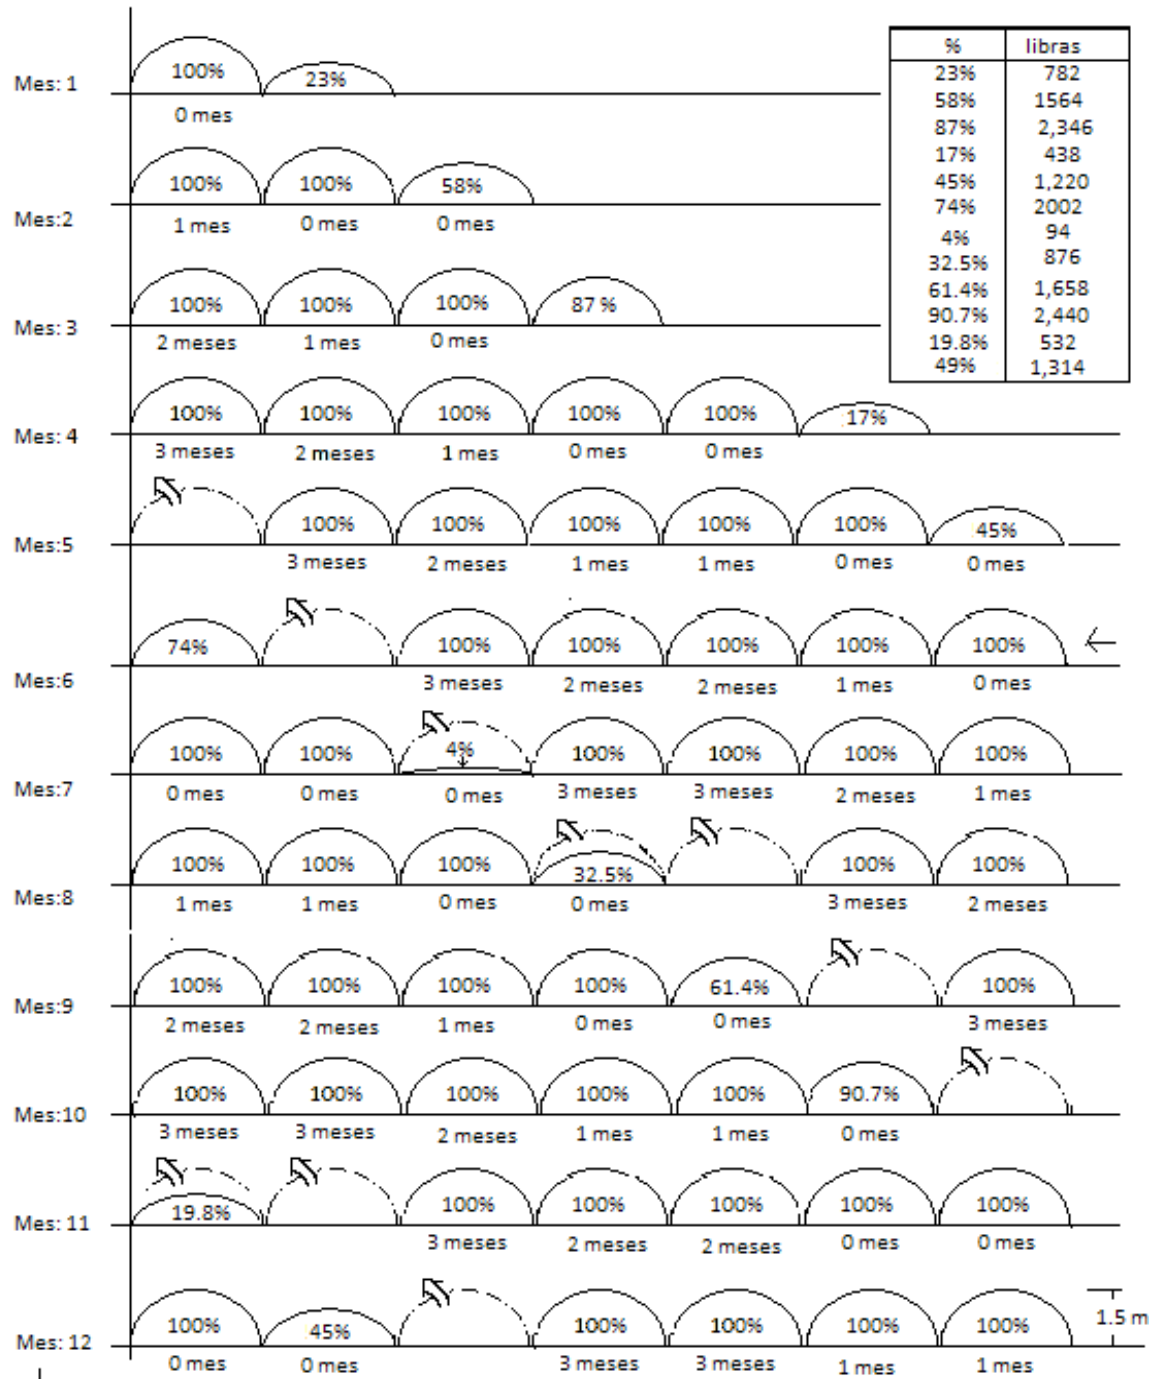 % libras
23% 782
58% 1564
87% 2,346
17% 438
45% 1,220
74% 2002
4% 94
32.5% 876
61.4% 1,658
90.7% 2,440
19.8% 532
49% 1,314
Mes: 1 100% 23%
0 mes
Mes:2 100% 100% 58%
1 mes 0 mes 0 mes
Mes: 3 100% 100% 100% 87 %
2 meses 1 mes 0 mes
Mes: 4 100% 100% 100% 100% 100% 17%
3 meses 2 meses 1 mes 0 mes 0 mes
Mes:5 100% 100% 100% 100% 100% 45%
3 meses 2 meses 1 mes 1 mes 0 mes 0 mes
Mes:6 74% 100% 100% 100% 100% 100%
3 meses 2 meses 2 meses 1 mes 0 mes
Mes:7 100% 100% 4% 100% 100% 100% 100%
0 mes 0 mes 0 mes 3 meses 3 meses 2 meses 1 mes
Mes:8 100% 100% 100% 32.5% 100% 100%
1 mes 1 mes 0 mes 0 mes 3 meses 2 meses
Mes:9 100% 100% 100% 100% 61.4% 100%
2 meses 2 meses 1 mes 0 mes 0 mes 3 meses
Mes:10 100% 100% 100% 100% 100% 90.7%
3 meses 3 meses 2 meses 1 mes 1 mes 0 mes
Mes: 11 19.8% 100% 100% 100% 100% 100%
3 meses 2 meses 2 meses 0 mes 0 mes
Mes: 12 100% 45% 100% 100% 100% 100% 1.5 m
0 mes 0 mes 3 meses 3 meses 1 mes 1 mes